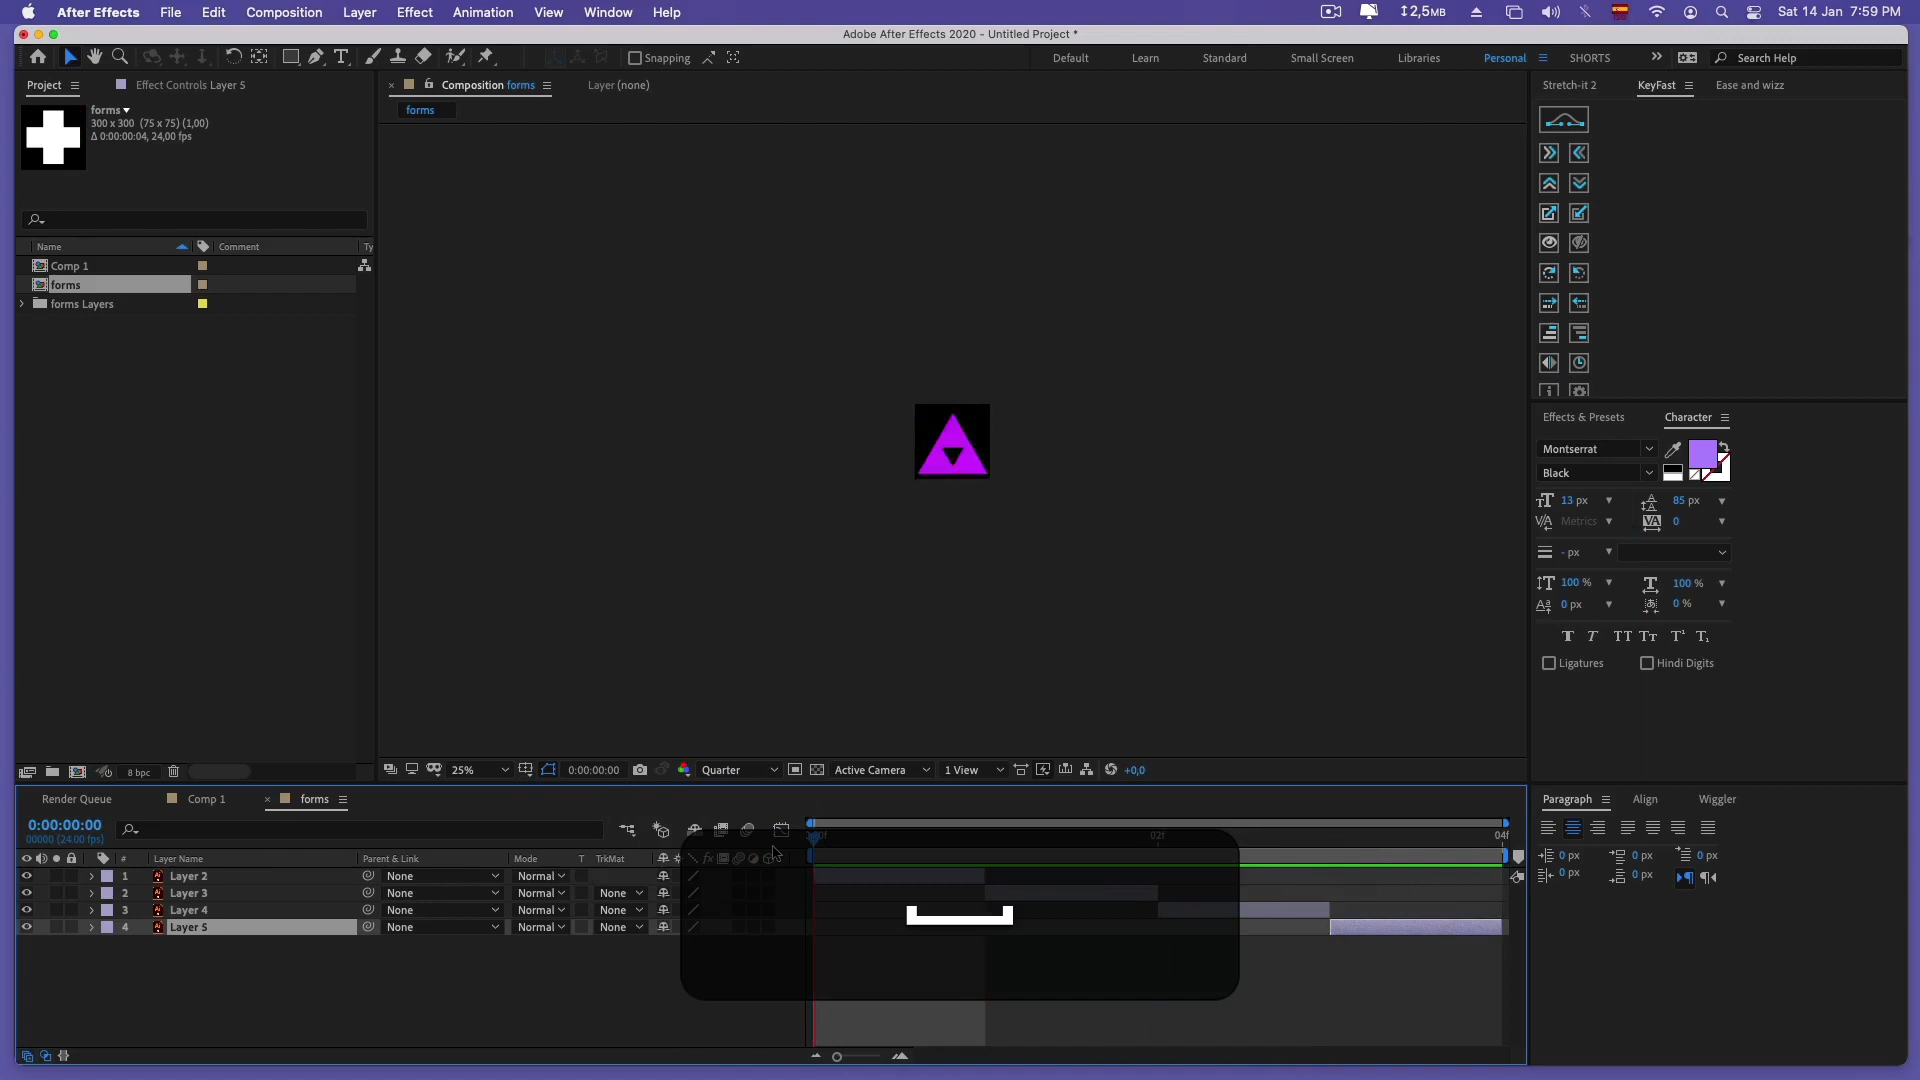 After Effects File Edit Composition Layer Effect Animation View Window Help 2,5MB Sat 14 Jan 7:59 PM
Adobe After Effects 2020 - Untitled Project *
Snapping Default Learn Standard Small Screen Libraries Personal SHORTS Search Help
Project Effect Controls Layer 5 Composition forms Layer (none) Stretch-it 2 KeyFast Ease and wizz
forms
forms
300 x 300 (75 x 75) (1,00)
Δ 0:00:00:04, 24,00 fps
Name Comment Ty
Comp 1
forms
forms Layers
Effects & Presets Character
Montserrat
Black
13 px 85 px
Metrics 0
- px
100 % 100 %
0 px 0 %
T T TT Tt T¹ T₁
Ligatures Hindi Digits
8 bpc 25% 0:00:00:00 Quarter Active Camera 1 View +0,0
Render Queue Comp 1 forms Paragraph Align Wiggler
0:00:00:00
00000 (24.00 fps)
02f 04f
# Layer Name Parent & Link Mode T TrkMat fx
1 Layer 2 None Normal
2 Layer 3 None Normal None
3 Layer 4 None Normal None
4 Layer 5 None Normal None
0 px 0 px 0 px
0 px 0 px